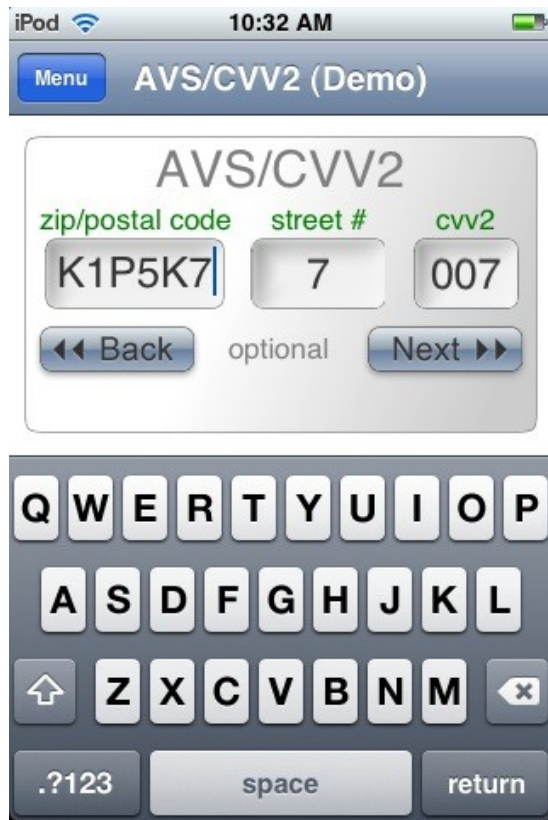 iPod 10:32 AM
Menu AVS/CVV2 (Demo)
AVS/CVV2
zip/postal code street # cvv2
K1P5K7 7 007
Back optional Next
Q W E R T Y U I O P
A S D F G H J K L
Z X C V B N M
.?123 space return